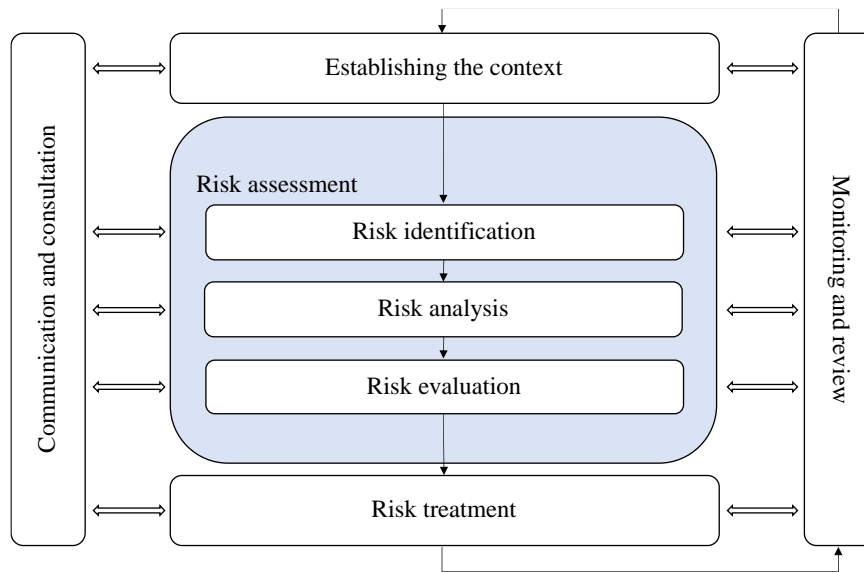 Establishing the context
Communication and consultation
Monitoring and review
Risk assessment
Risk identification
Risk analysis
Risk evaluation
Risk treatment